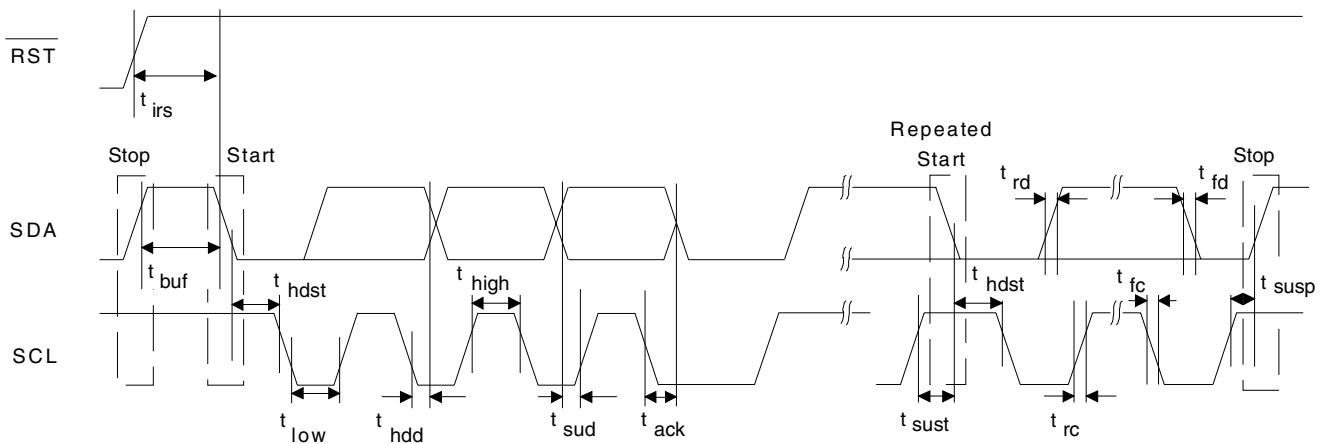 RST
t irs
Repeated
Stop Start Start Stop
t rd t fd
SDA
t buf t hdst t high t hdst t fc t susp
SCL
t low t hdd t sud t ack t sust t rc